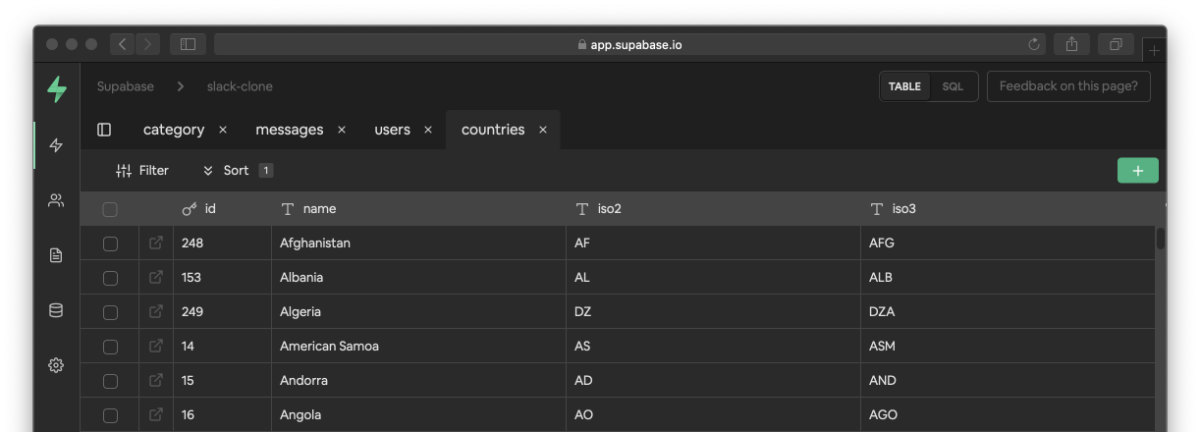 app.supabase.io
Supabase > slack-clone TABLE SQL Feedback on this page?
category × messages × users × countries ×
Filter Sort 1 +
id name iso2 iso3
248 Afghanistan AF AFG
153 Albania AL ALB
249 Algeria DZ DZA
14 American Samoa AS ASM
15 Andorra AD AND
16 Angola AO AGO